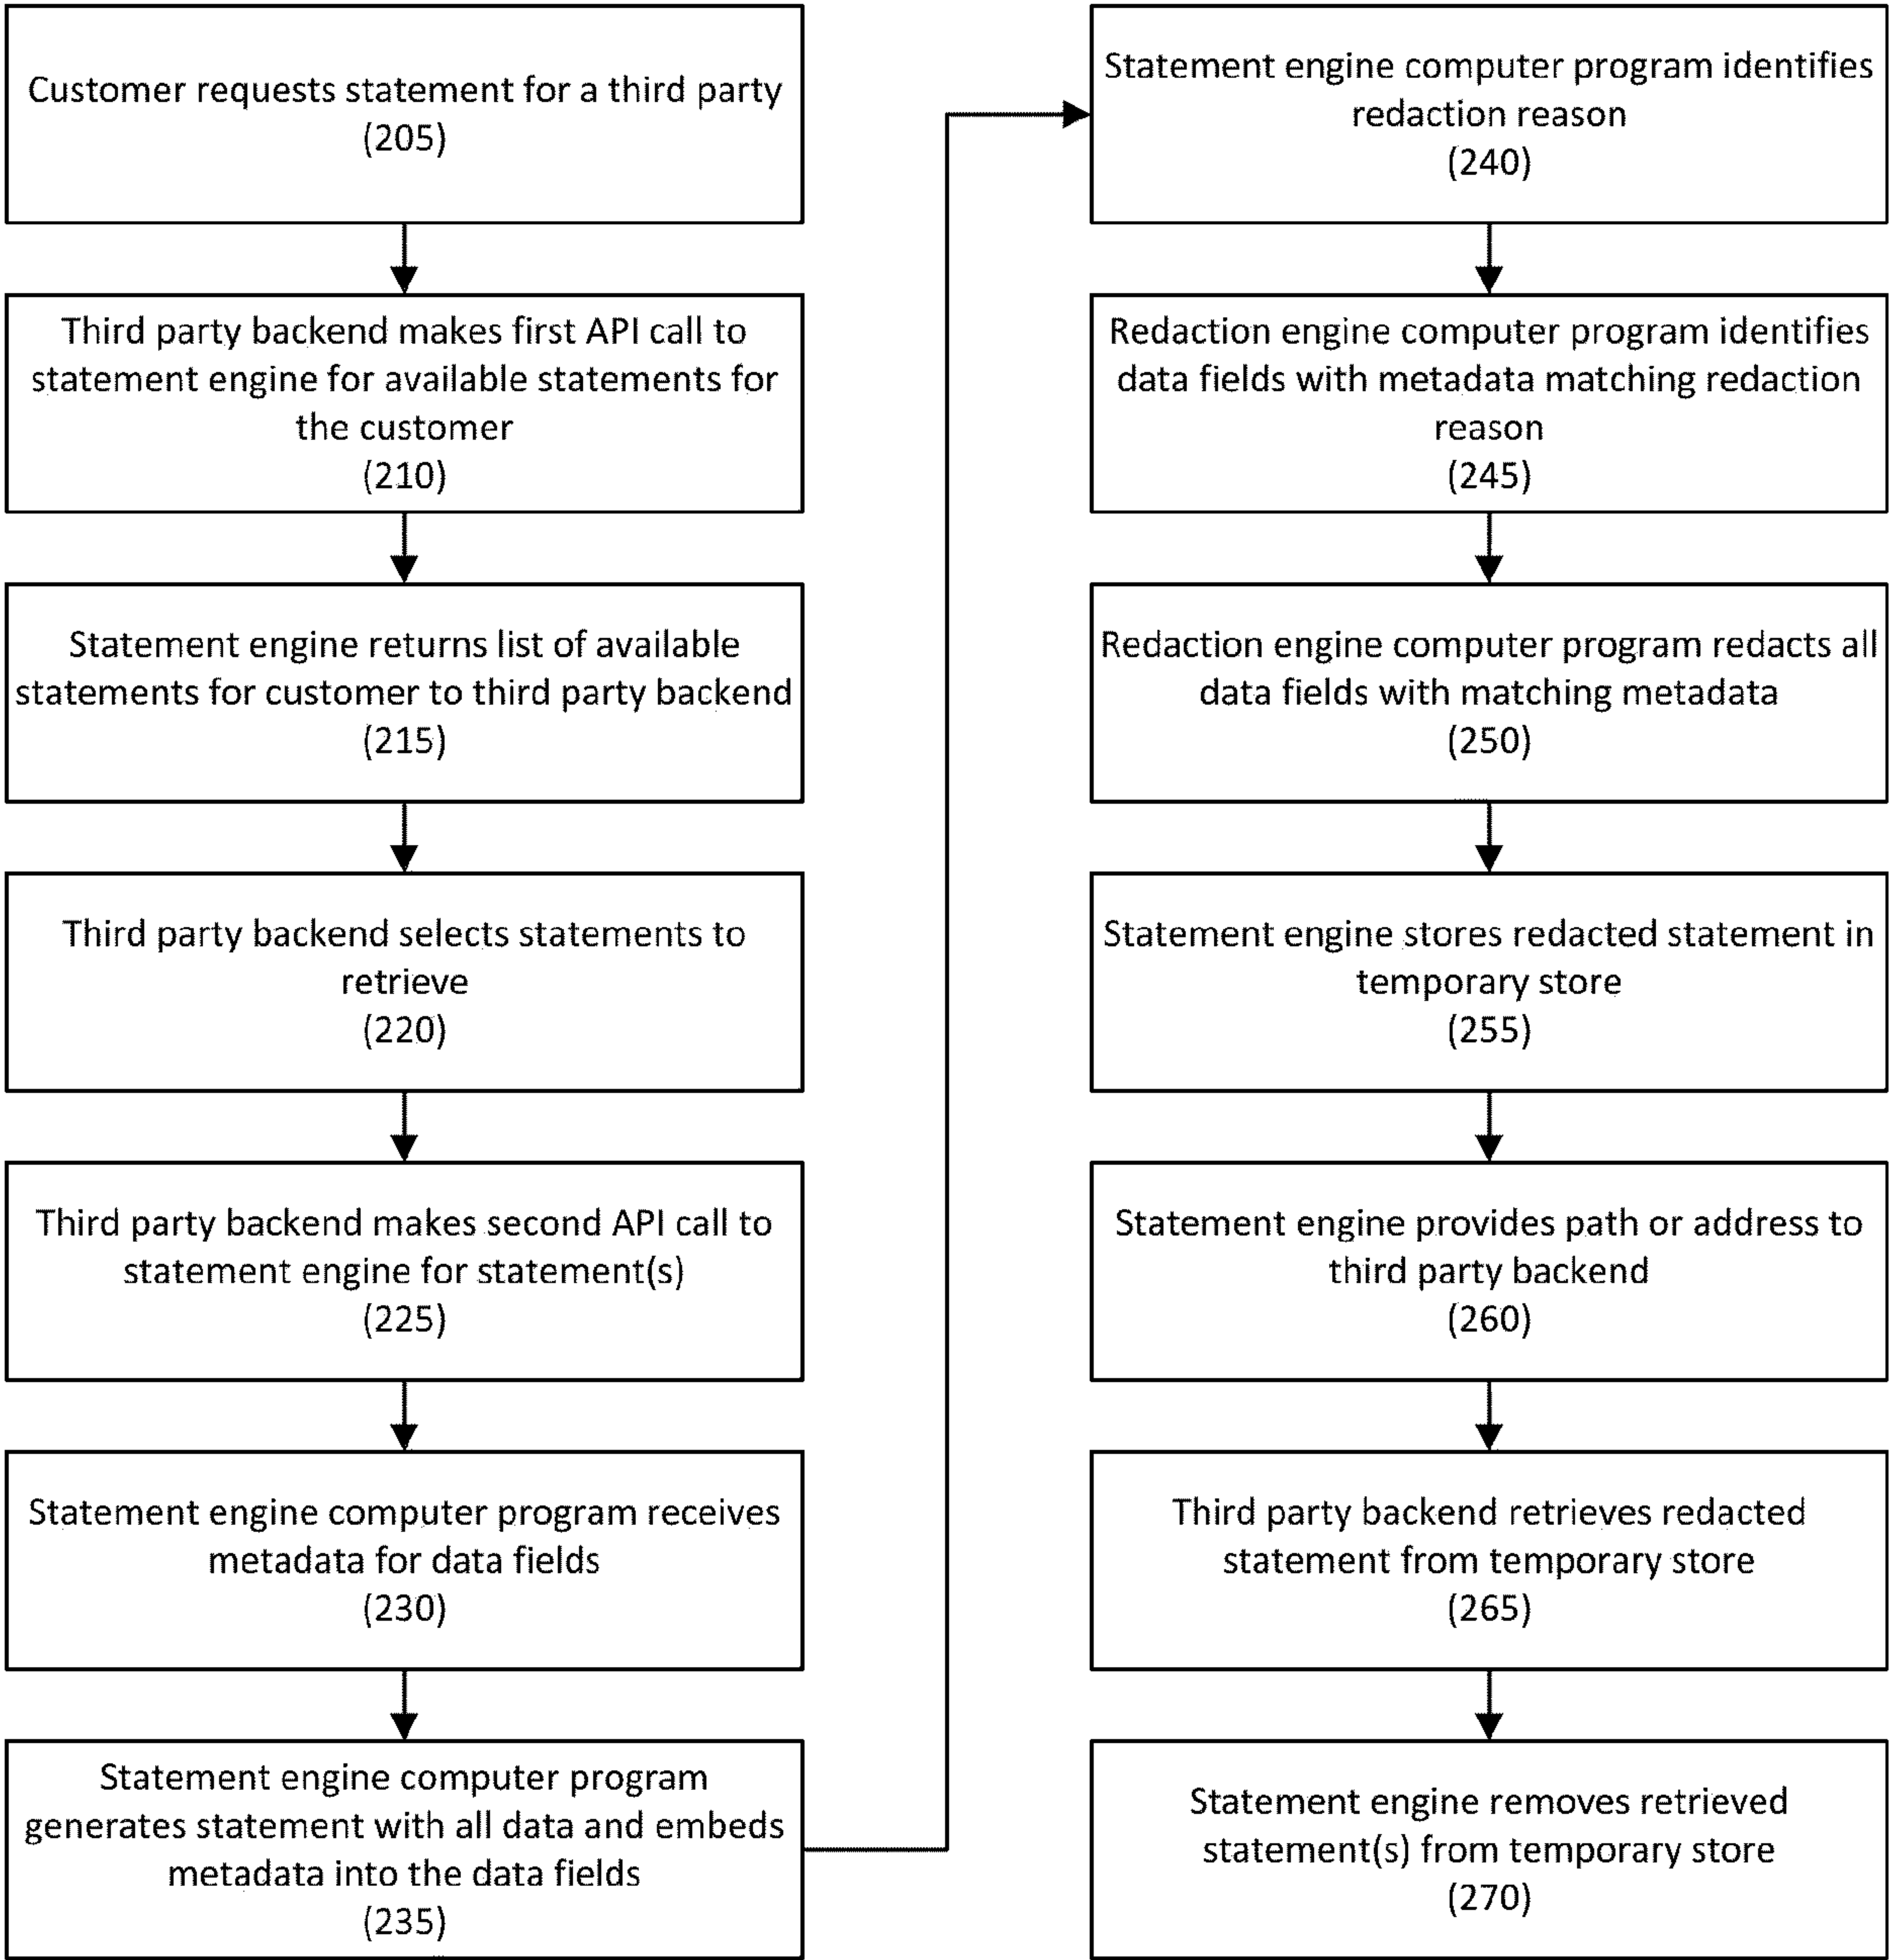 Customer requests statement for a third party
(205)
Third party backend makes first API call to
statement engine for available statements for
the customer
(210)
Statement engine returns list of available
statements for customer to third party backend
(215)
Third party backend selects statements to
retrieve
(220)
Third party backend makes second API call to
statement engine for statement(s)
(225)
Statement engine computer program receives
metadata for data fields
(230)
Statement engine computer program
generates statement with all data and embeds
metadata into the data fields
(235)
Statement engine computer program identifies
redaction reason
(240)
Redaction engine computer program identifies
data fields with metadata matching redaction
reason
(245)
Redaction engine computer program redacts all
data fields with matching metadata
(250)
Statement engine stores redacted statement in
temporary store
(255)
Statement engine provides path or address to
third party backend
(260)
Third party backend retrieves redacted
statement from temporary store
(265)
Statement engine removes retrieved
statement(s) from temporary store
(270)